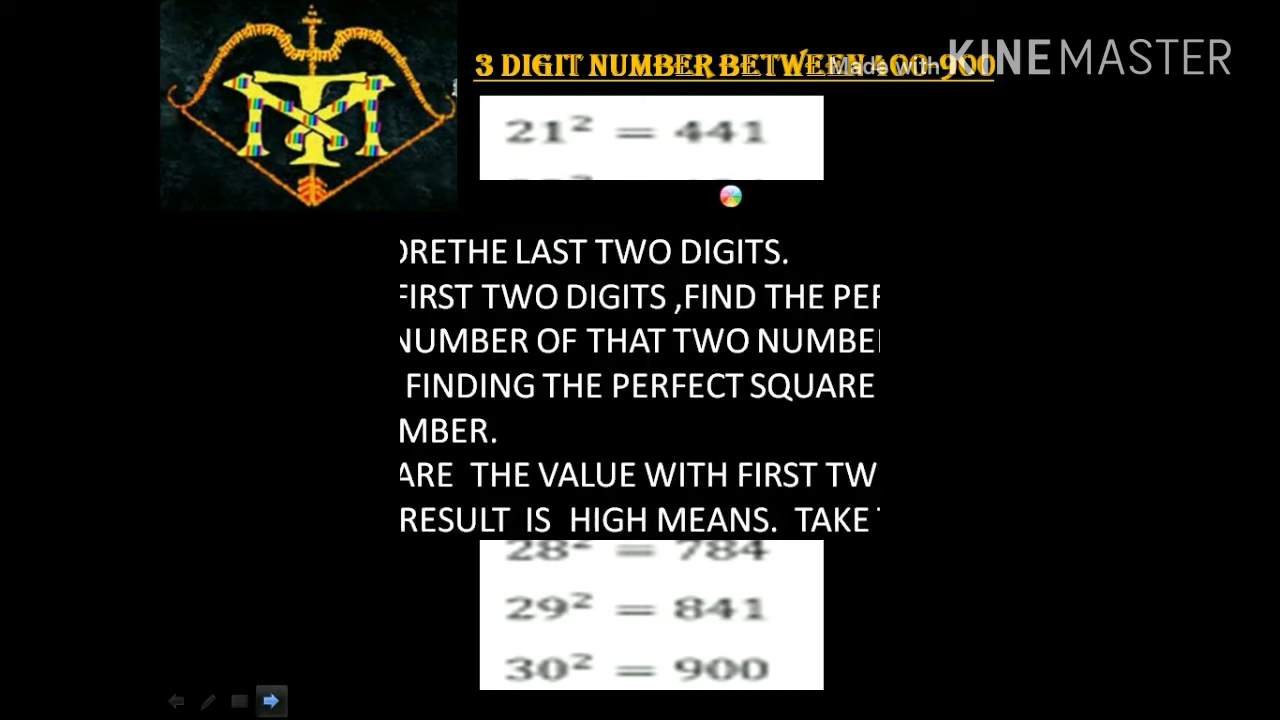 3 DIGIT NUMBER BETWEEN 900
Made with KINEMASTER
21² = 441
ORETHE LAST TWO DIGITS.
FIRST TWO DIGITS ,FIND THE PER
NUMBER OF THAT TWO NUMBE
FINDING THE PERFECT SQUARE
MBER.
ARE THE VALUE WITH FIRST TW
RESULT IS HIGH MEANS. TAKE
28² = 784
29² = 841
30² = 900